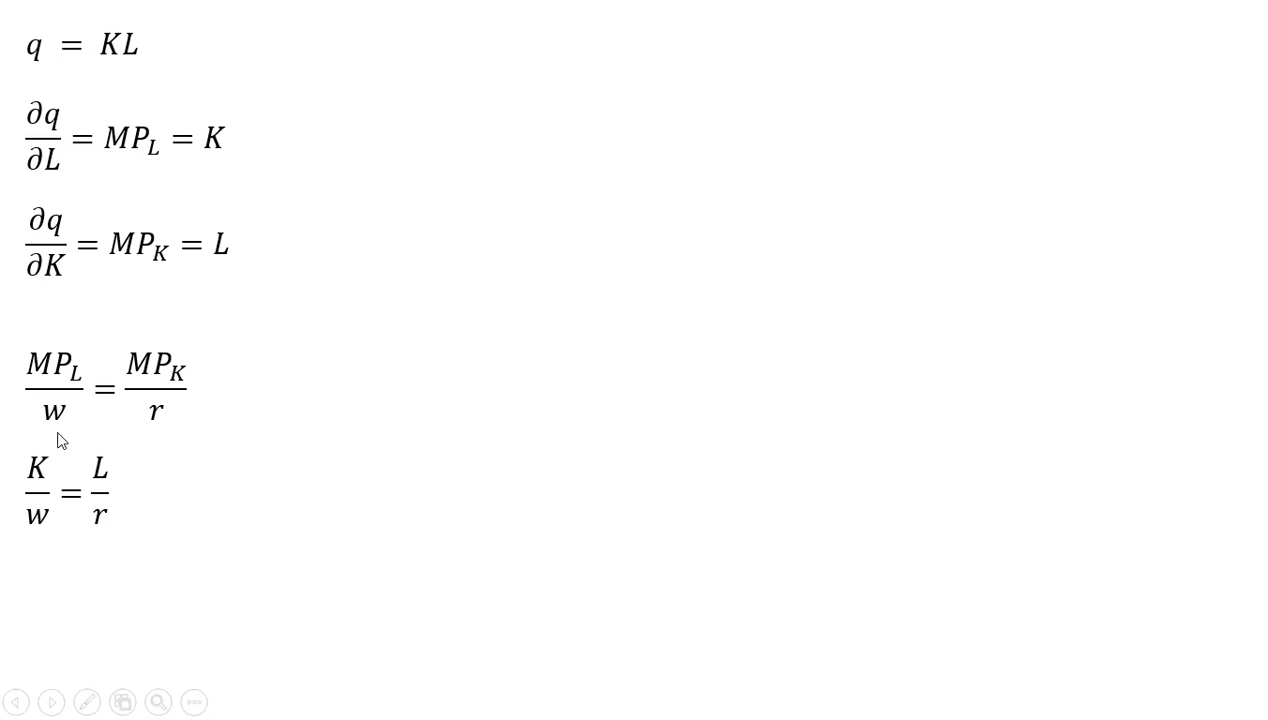 q = KL
∂q/∂L = MP_L = K
∂q/∂K = MP_K = L
MP_L/w = MP_K/r
K/w = L/r